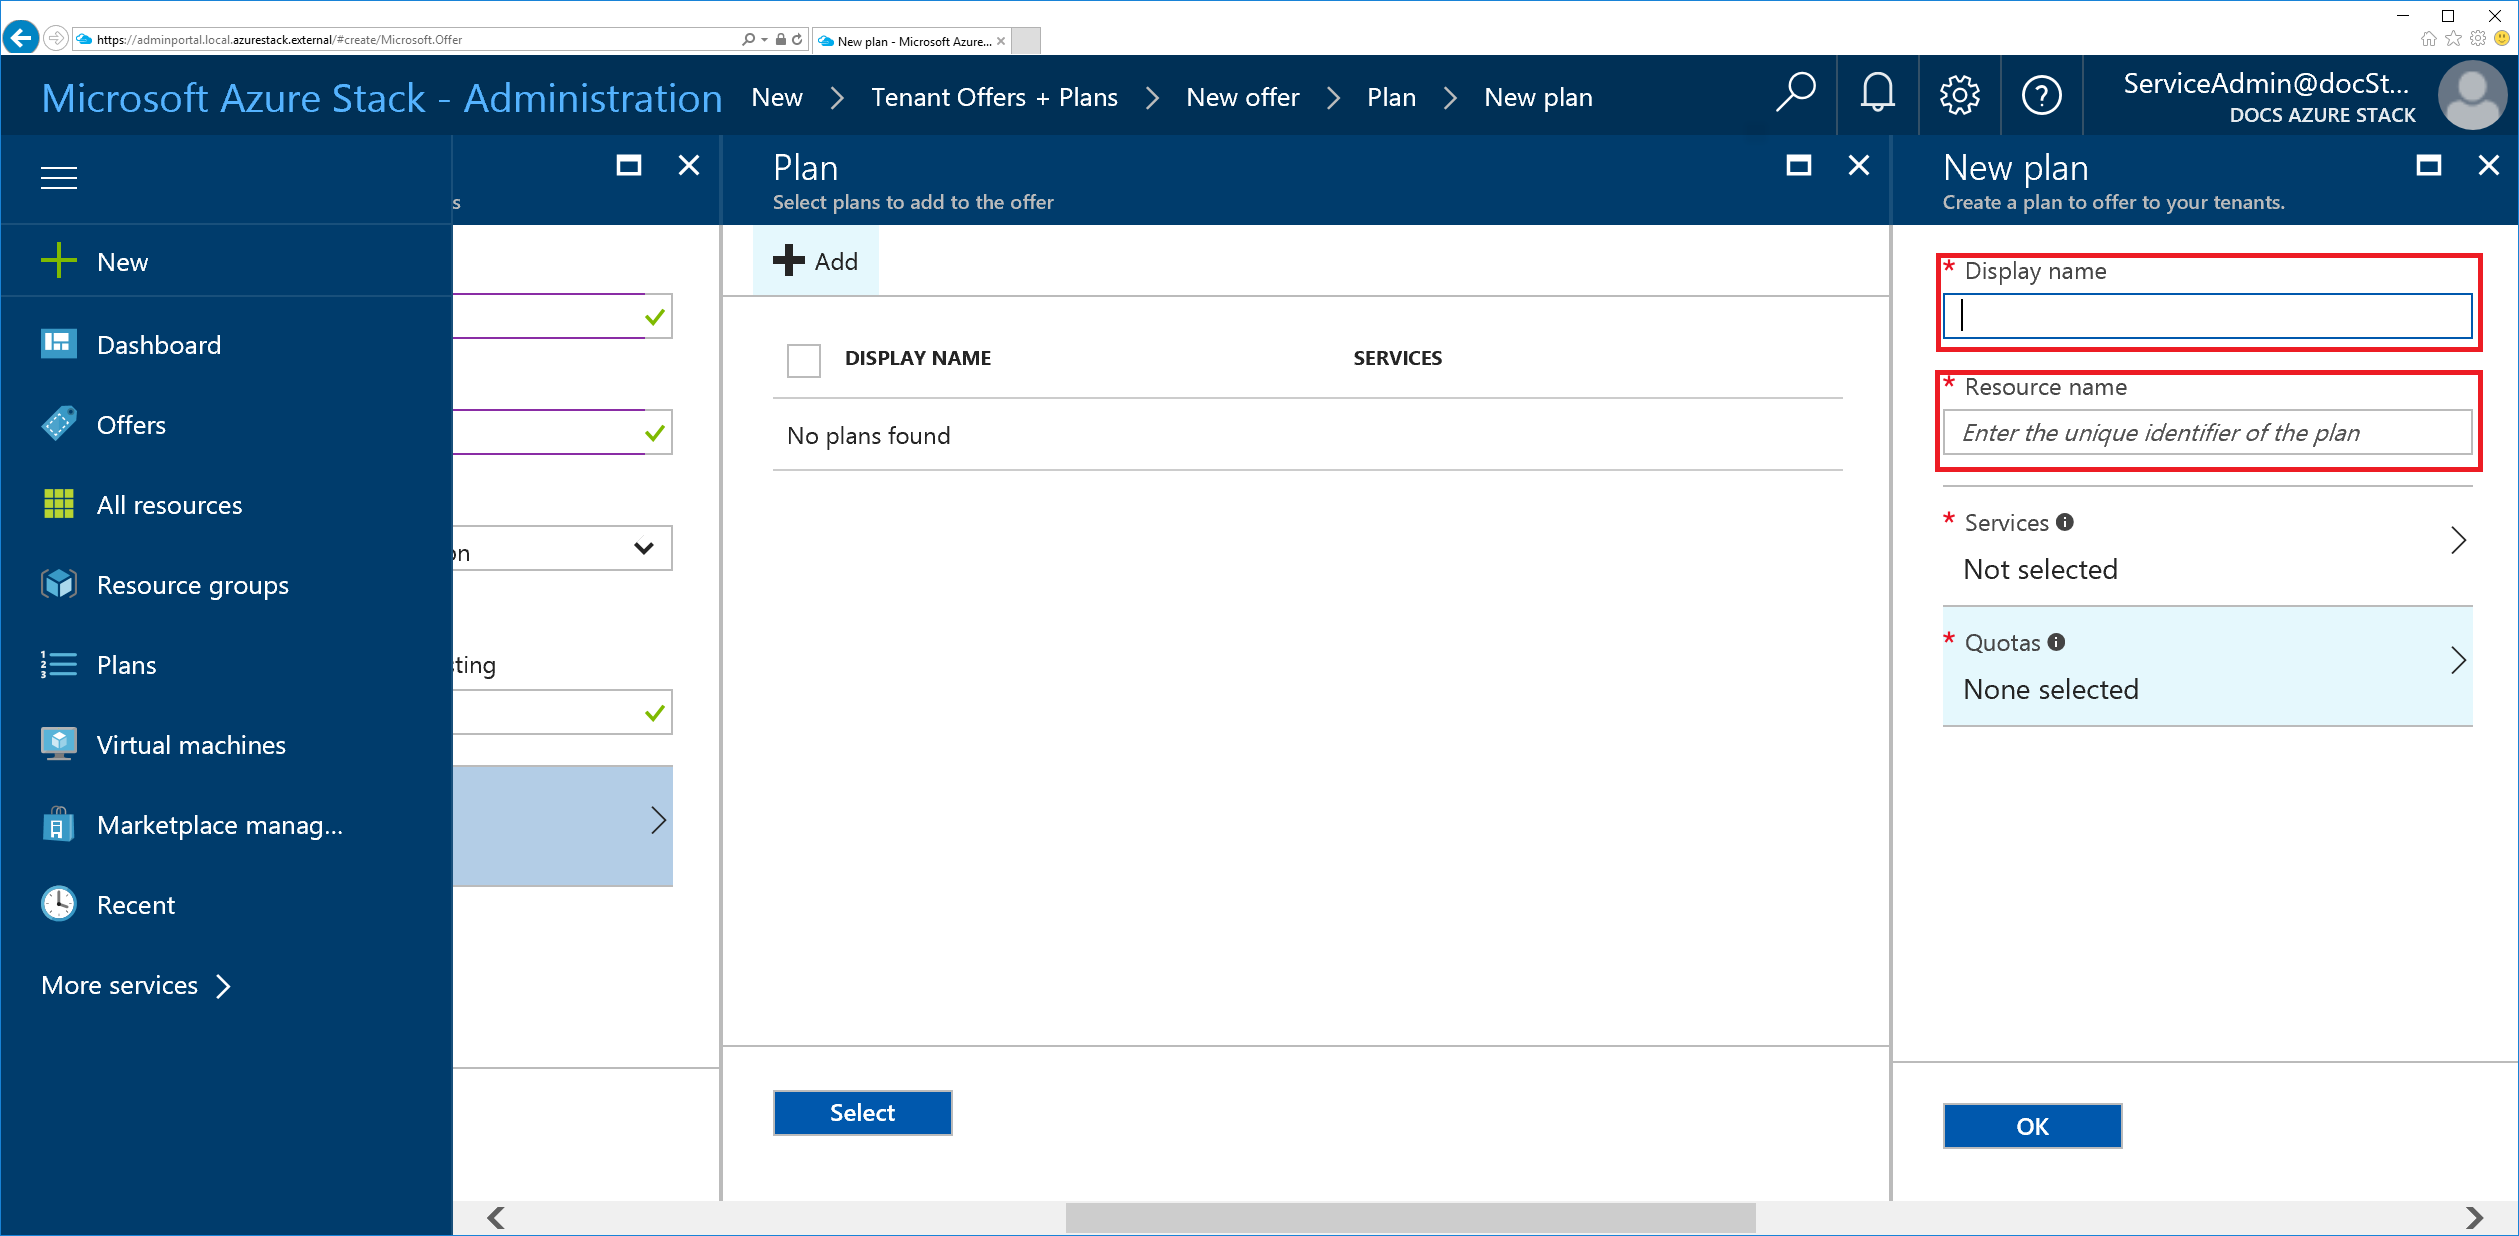 https://adminportal.local.azurestack.external/#create/Microsoft.Offer
New plan - Microsoft Azure...
Microsoft Azure Stack - Administration
New
Tenant Offers + Plans
New offer
Plan
New plan
ServiceAdmin@docSt...
DOCS AZURE STACK
s
Plan
Select plans to add to the offer
New plan
Create a plan to offer to your tenants.
New
Dashboard
Offers
All resources
Resource groups
Plans
Virtual machines
Marketplace manag...
Recent
More services
on
sting
Add
DISPLAY NAME SERVICES
No plans found
Select
* Display name
* Resource name
Enter the unique identifier of the plan
* Services
Not selected
* Quotas
None selected
OK